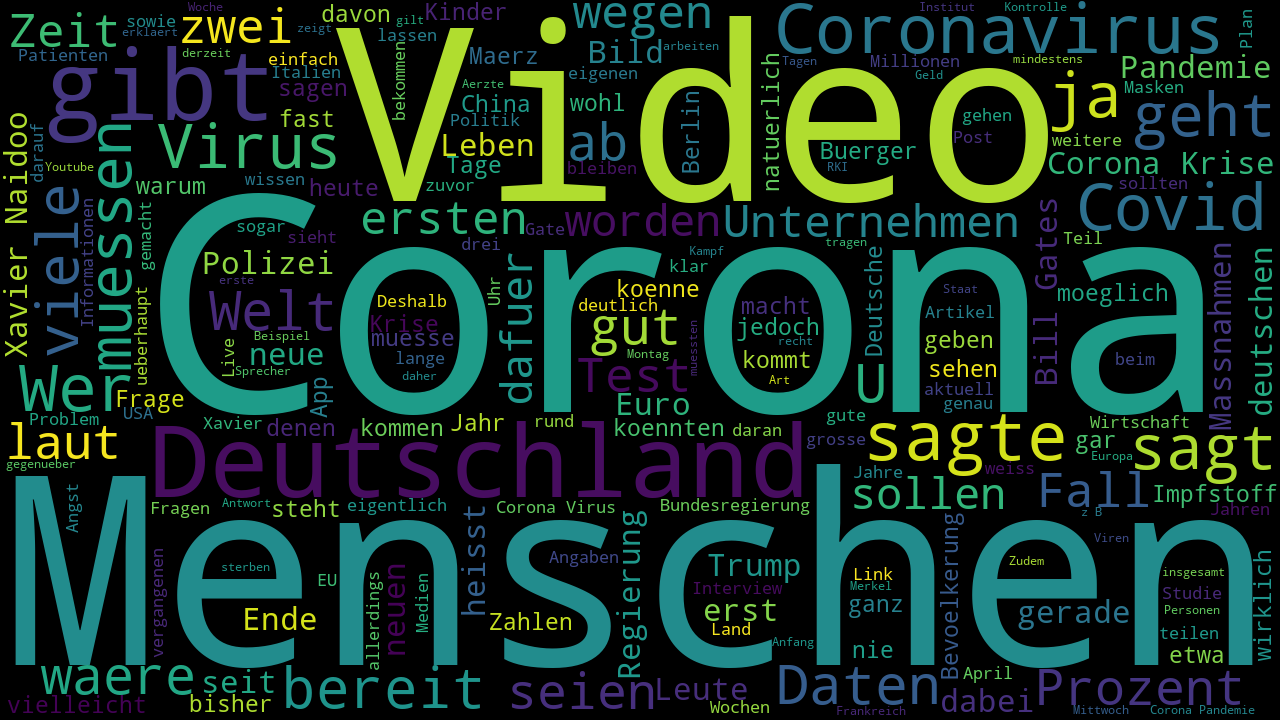 Woche
Institut
Kontrolle
Zeit
sowie
erklaert
zwei
zeigt
davon
gilt
Kinder
wegen
Coronavirus
Plan
Patienten
derzeit
einfach
lassen
Video
Maerz
Bild
arbeiten
Tagen
Millionen
mindestens
Pandemie
gibt
Italien
sagen
bekommen
Aerzte
China
eigenen
natuerlich
Geld
ja
Masken
geht
Xavier Naidoo
darauf
Virus
fast
Politik
wohl
Berlin
gehen
Post
weitere
Youtube
muessen
warum
wissen
heute
Leben
Tage
zuvor
ab
bleiben
Buerger
RKI
Corona Krise
viele
Informationen
gemacht
sogar
sieht
ersten
Gate
worden
Unternehmen
sollten
Covid
drei
Kampf
tragen
Teil
Bill Gates
Massnahmen
deutschen
Polizei
erste
Uhr
dafuer
klar
koenne
Deutsche
Staat
moeglich
Welt
Deshalb
deutlich
macht
Artikel
ueberhaupt
Corona
Krise
muesse
gut
jedoch
geben
beim
neue
Beispiel
Live
Sprecher
lange
daher
Montag
muessten
recht
kommt
Art
sehen
Wer
Frage
App
Test
U
aktuell
genau
Problem
USA
Xavier
denen
kommen
Jahr
rund
Euro
koennten
daran
gute
grosse
Wirtschaft
gar
Europa
laut
gegenueber
Deutschland
sagte
weiss
sagt
Jahre
sollen
Fall
Impfstoff
Jahren
Angst
Fragen
Antwort
steht
eigentlich
heisst
Corona Virus
Regierung
Bundesregierung
z B
Viren
Menschen
vergangenen
sterben
EU
allerdings
neuen
Medien
Angaben
Trump
Interview
Link
Merkel
Bevoelkerung
Zudem
insgesamt
Studie
Personen
wirklich
Ende
Zahlen
erst
Land
Anfang
ganz
gerade
teilen
nie
etwa
waere
seit
bereit
seien
Leute
Daten
April
dabei
Prozent
vielleicht
bisher
Wochen
Frankreich
Mittwoch
Corona Pandemie